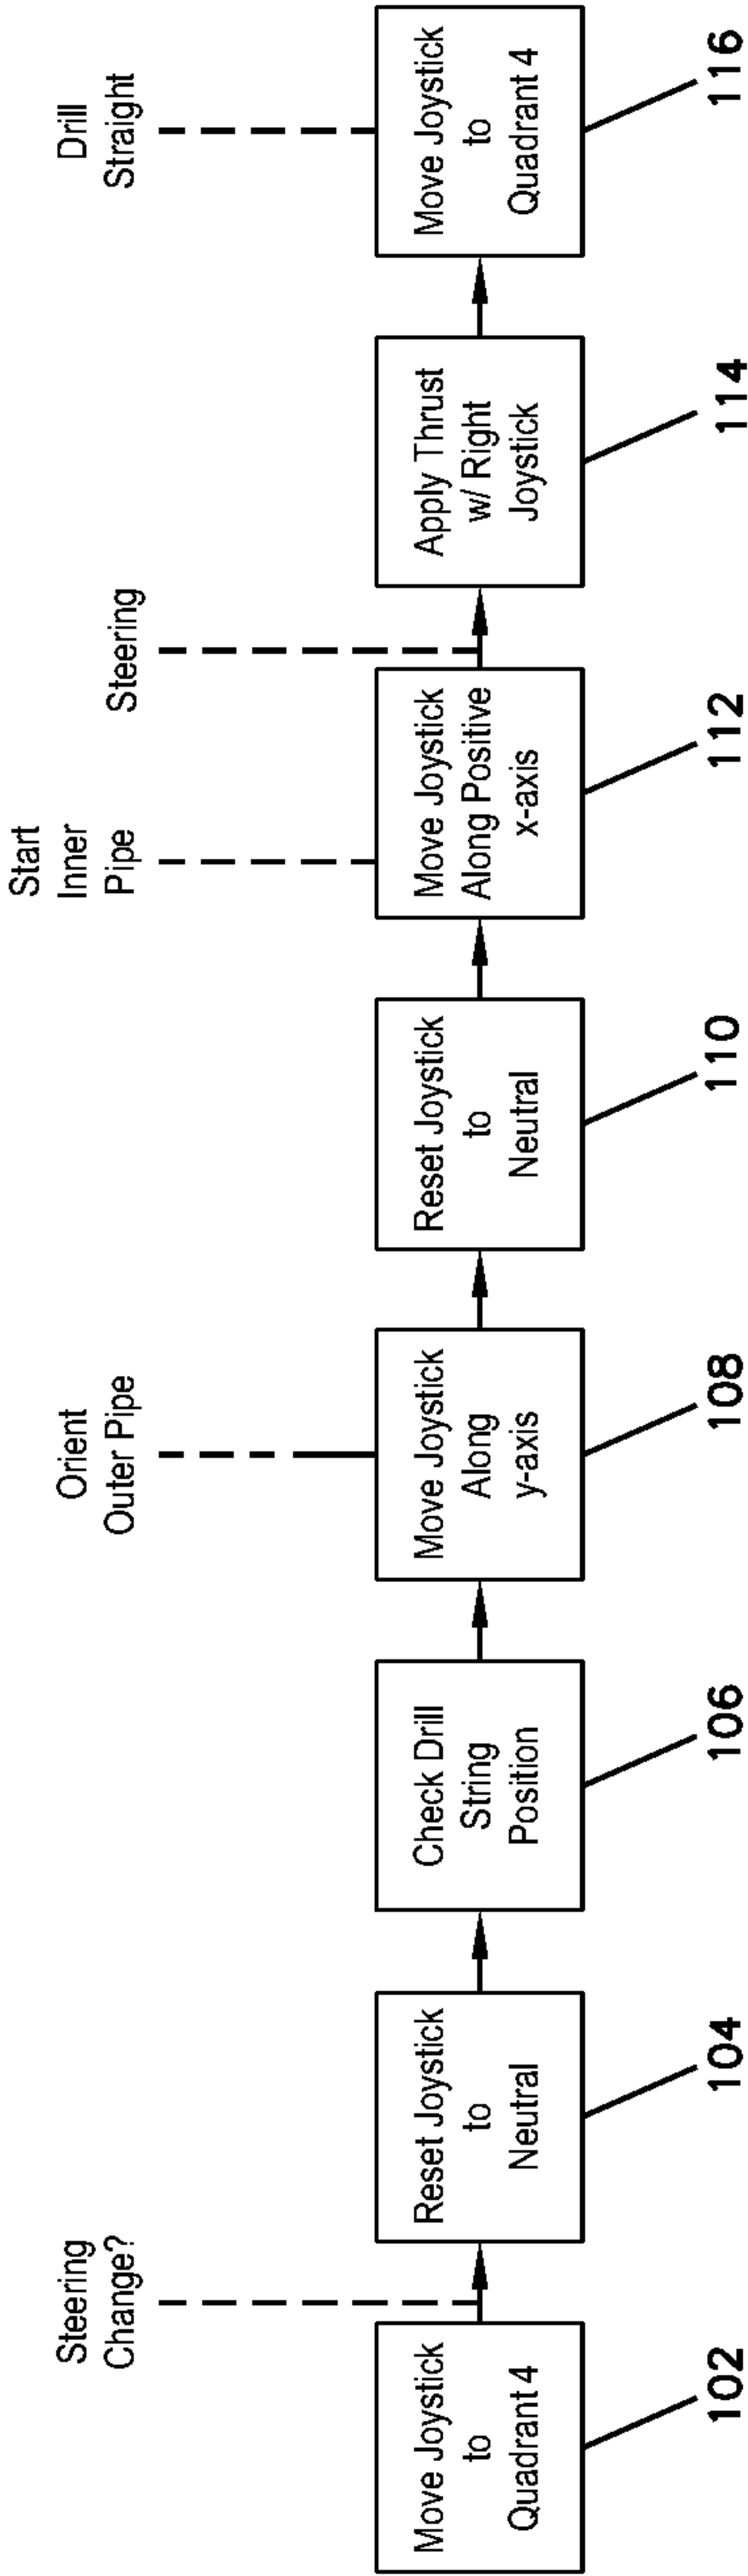 Steering
Change?
Orient
Outer Pipe
Start
Inner
Pipe
Steering
Drill
Straight
Move Joystick
to
Quadrant 4
Reset Joystick
to
Neutral
Check Drill
String
Position
Move Joystick
Along
y-axis
Reset Joystick
to
Neutral
Move Joystick
Along Positive
x-axis
Apply Thrust
w/ Right
Joystick
Move Joystick
to
Quadrant 4
102
104
106
108
110
112
114
116